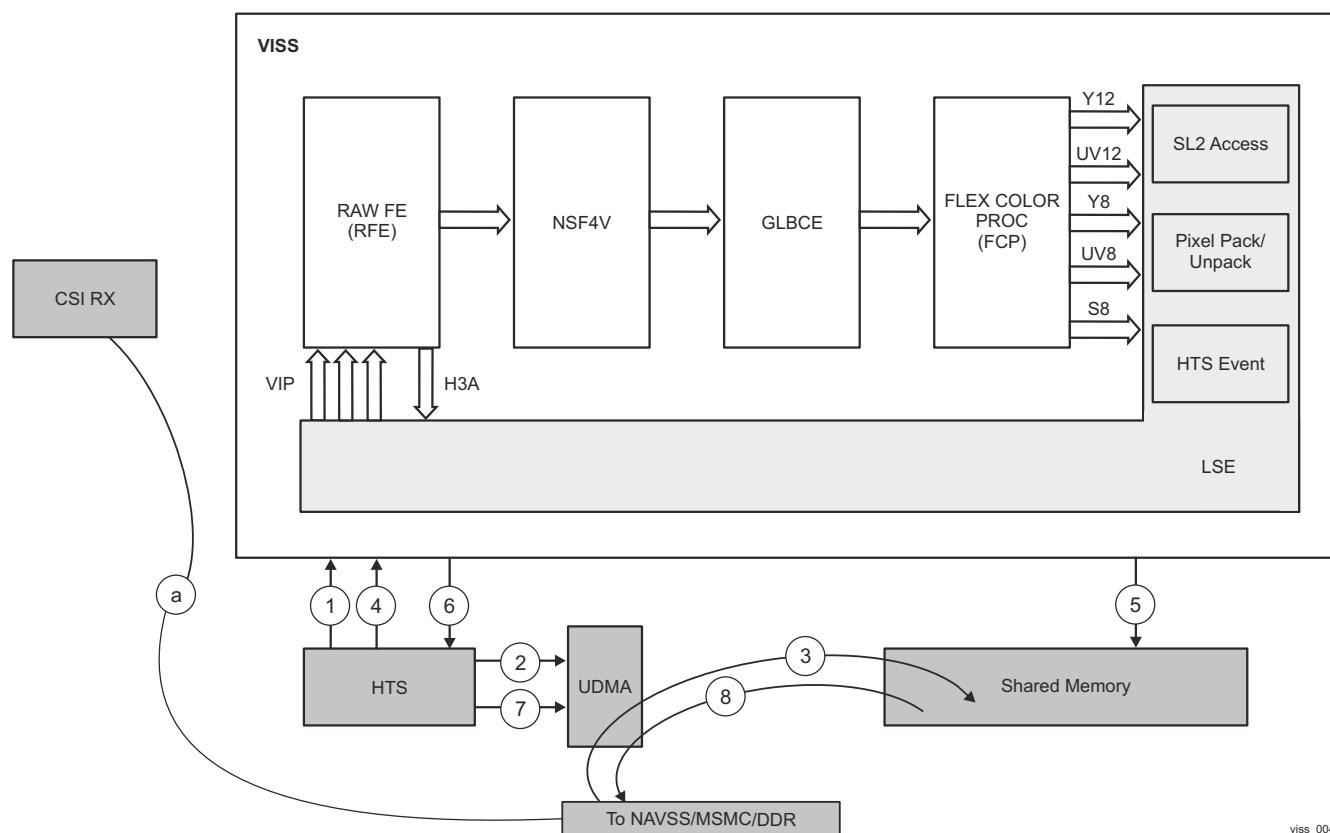 VISS
RAW FE
(RFE)
NSF4V
GLBCE
FLEX COLOR
PROC
(FCP)
Y12
UV12
Y8
UV8
S8
SL2 Access
Pixel Pack/
Unpack
HTS Event
LSE
CSI RX
VIP
H3A
a
1
4
6
5
HTS
2
7
UDMA
3
8
Shared Memory
To NAVSS/MSMC/DDR